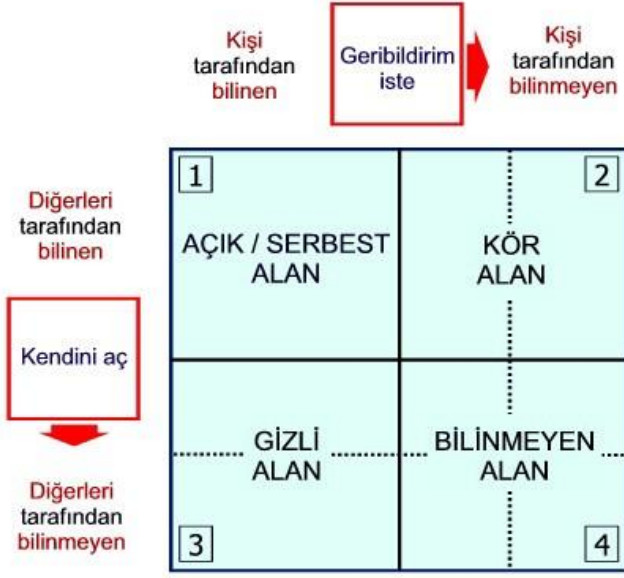 Kişi
tarafından
bilinen
Geribildirim
iste
Kişi
tarafından
bilinmeyen
Diğerleri
tarafından
bilinen
1
AÇIK / SERBEST
ALAN
2
KÖR
ALAN
Kendini aç
Diğerleri
tarafından
bilinmeyen
GİZLİ
ALAN
3
BİLİNMEYEN
ALAN
4